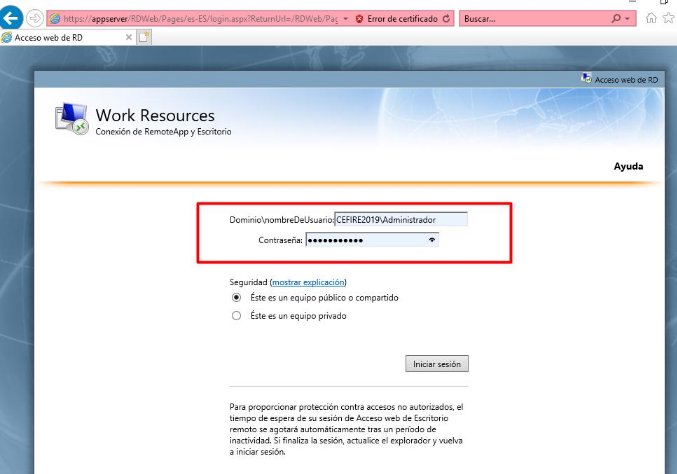 https://appserver/RDWeb/Pages/es-ES/login.aspx?ReturnUrl=/RDWeb/Pag
Error de certificado
Buscar...
Acceso web de RD
Acceso web de RD
Work Resources
Conexión de RemoteApp y Escritorio
Ayuda
Dominio\nombreDeUsuario: CEFIRE2019\Administrador
Contraseña: •••••••••••
Seguridad (mostrar explicación)
Éste es un equipo público o compartido
Éste es un equipo privado
Iniciar sesión
Para proporcionar protección contra accesos no autorizados, el
tiempo de espera de su sesión de Acceso web de Escritorio
remoto se agotará automáticamente tras un período de
inactividad. Si finaliza la sesión, actualice el explorador y vuelva
a iniciar sesión.